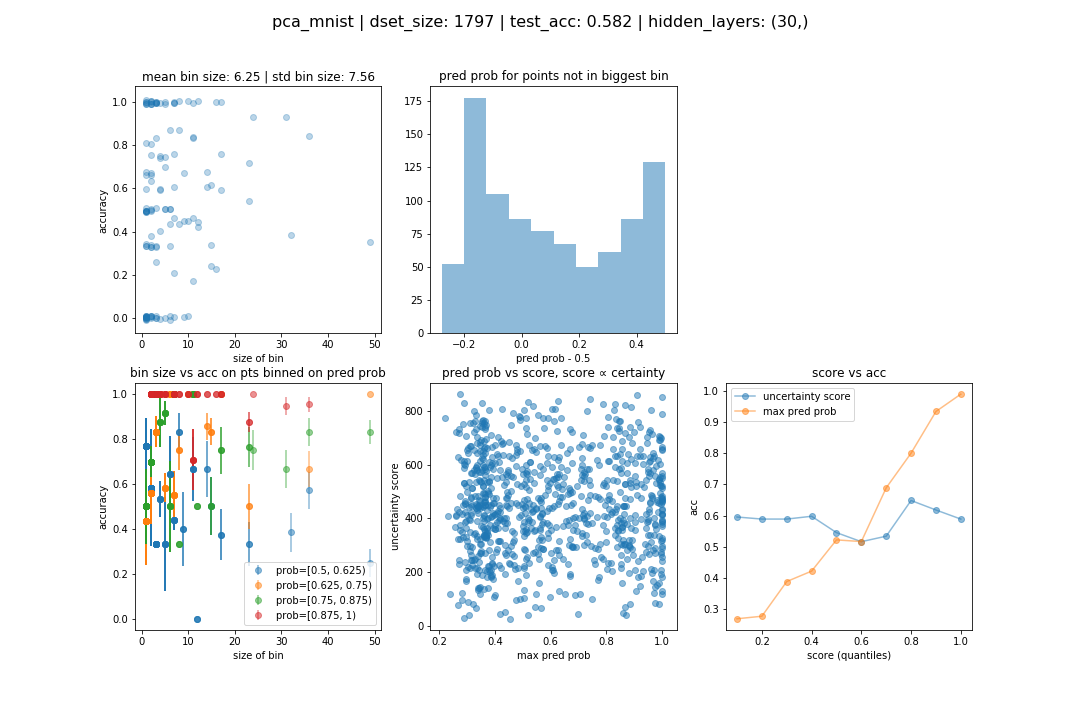 pca_mnist | dset_size: 1797 | test_acc: 0.582 | hidden_layers: (30,)
mean bin size: 6.25 | std bin size: 7.56
accuracy
1.0
0.8
0.6
0.4
0.2
0.0
0 10 20 30 40 50
size of bin
pred prob for points not in biggest bin
175
150
125
100
75
50
25
0
−0.2 0.0 0.2 0.4
pred prob - 0.5
bin size vs acc on pts binned on pred prob
accuracy
1.0
0.8
0.6
0.4
0.2
0.0
prob=[0.5, 0.625)
prob=[0.625, 0.75)
prob=[0.75, 0.875)
prob=[0.875, 1)
0 10 20 30 40 50
size of bin
pred prob vs score, score ∝ certainty
uncertainty score
800
600
400
200
0
0.2 0.4 0.6 0.8 1.0
max pred prob
score vs acc
acc
1.0
0.9
0.8
0.7
0.6
0.5
0.4
0.3
uncertainty score
max pred prob
0.2 0.4 0.6 0.8 1.0
score (quantiles)